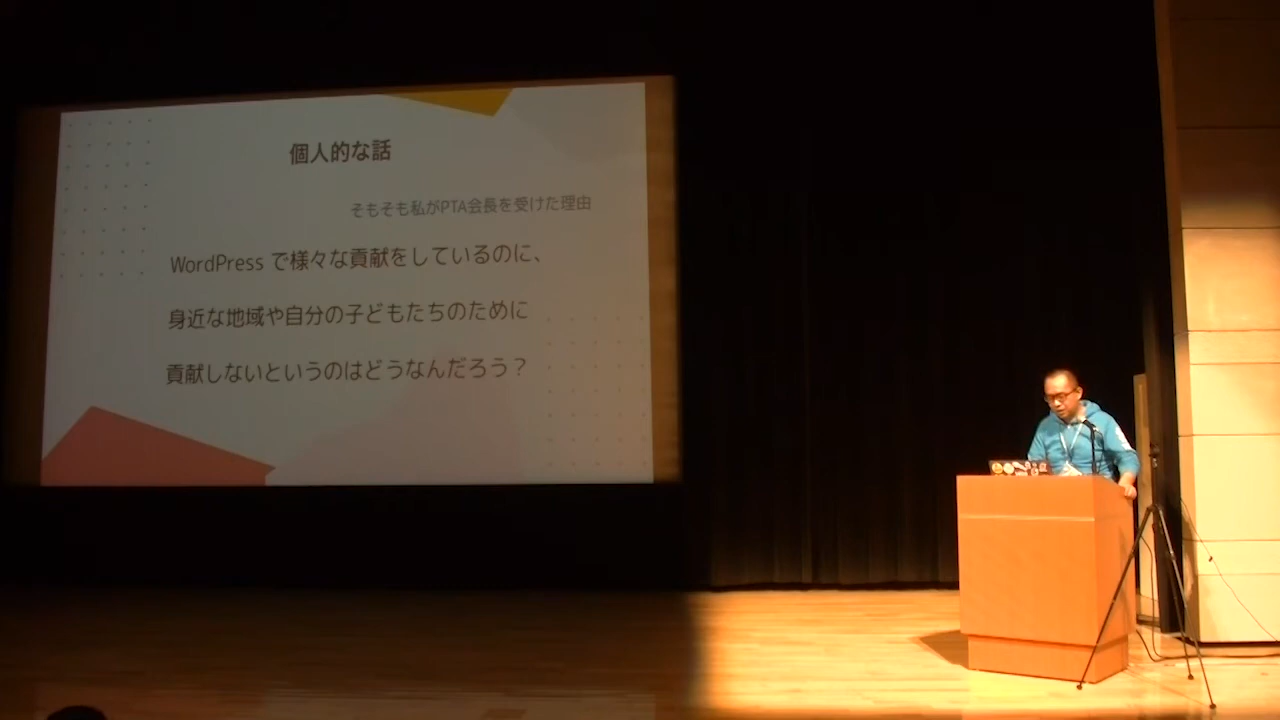 個人的な話
そもそも私がPTA会長を受けた理由
WordPress で様々な貢献をしているのに、
身近な地域や自分の子どもたちのために
貢献しないというのはどうなんだろう？